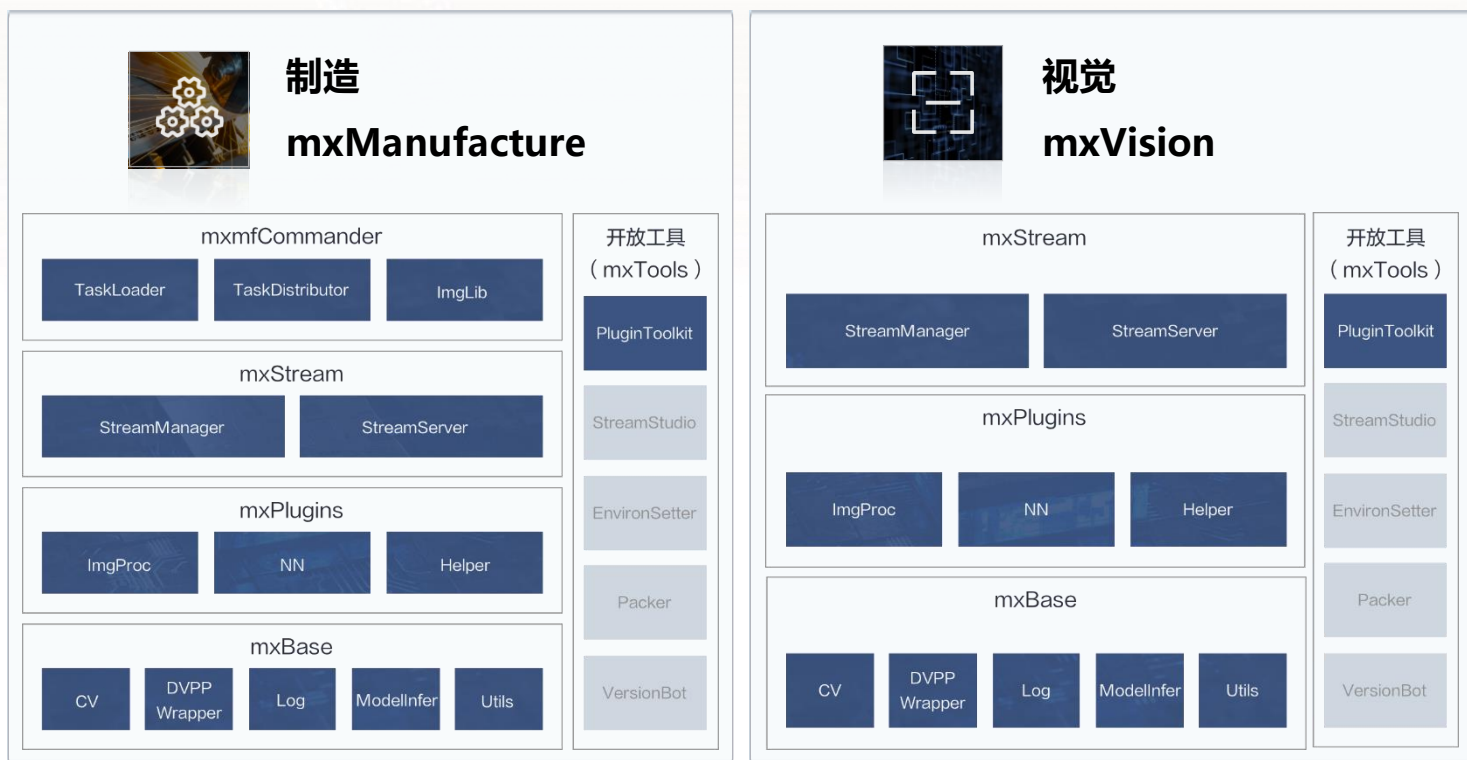 制造
mxManufacture
mxmfCommander
TaskLoader
TaskDistributor
ImgLib
mxStream
StreamManager
StreamServer
mxPlugins
ImgProc
NN
Helper
mxBase
CV
DVPP
Wrapper
Log
ModelInfer
Utils
开放工具
（mxTools）
PluginToolkit
StreamStudio
EnvironSetter
Packer
VersionBot
视觉
mxVision
mxStream
StreamManager
StreamServer
mxPlugins
ImgProc
NN
Helper
mxBase
CV
DVPP
Wrapper
Log
ModelInfer
Utils
开放工具
（mxTools）
PluginToolkit
StreamStudio
EnvironSetter
Packer
VersionBot